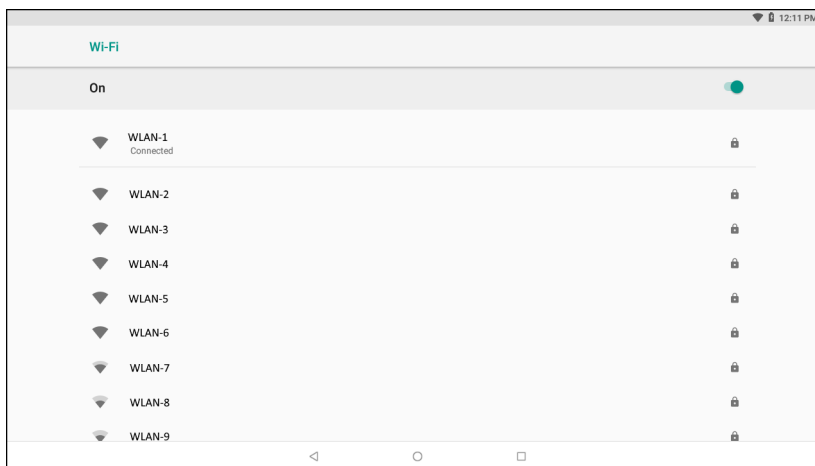 12:11 PM
Wi-Fi
On
WLAN-1
Connected
WLAN-2
WLAN-3
WLAN-4
WLAN-5
WLAN-6
WLAN-7
WLAN-8
WLAN-9